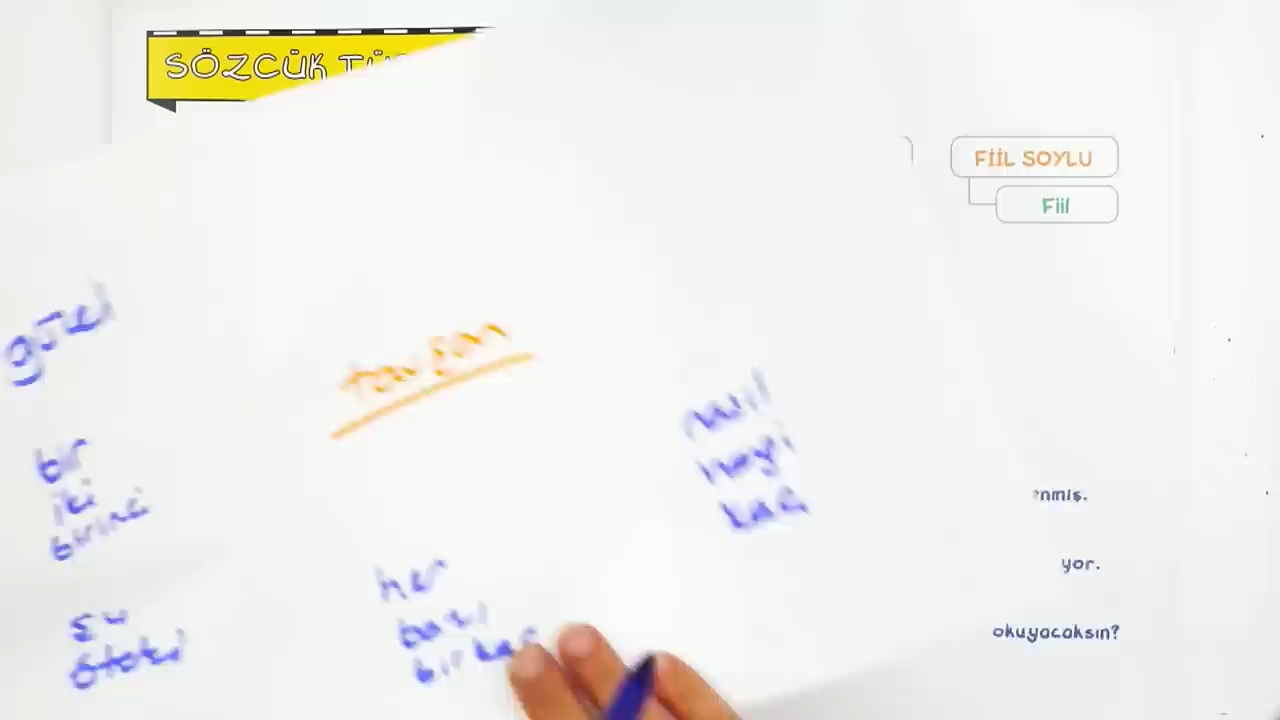 SÖZCÜK TÜ
FİİL SOYLU
Fiil
güzel
tavşan
nasıl
hangi
kaç
bir
iki
birinci
nmiş.
yor.
her
bazı
birkaç
şu
öteki
okuyacaksın?